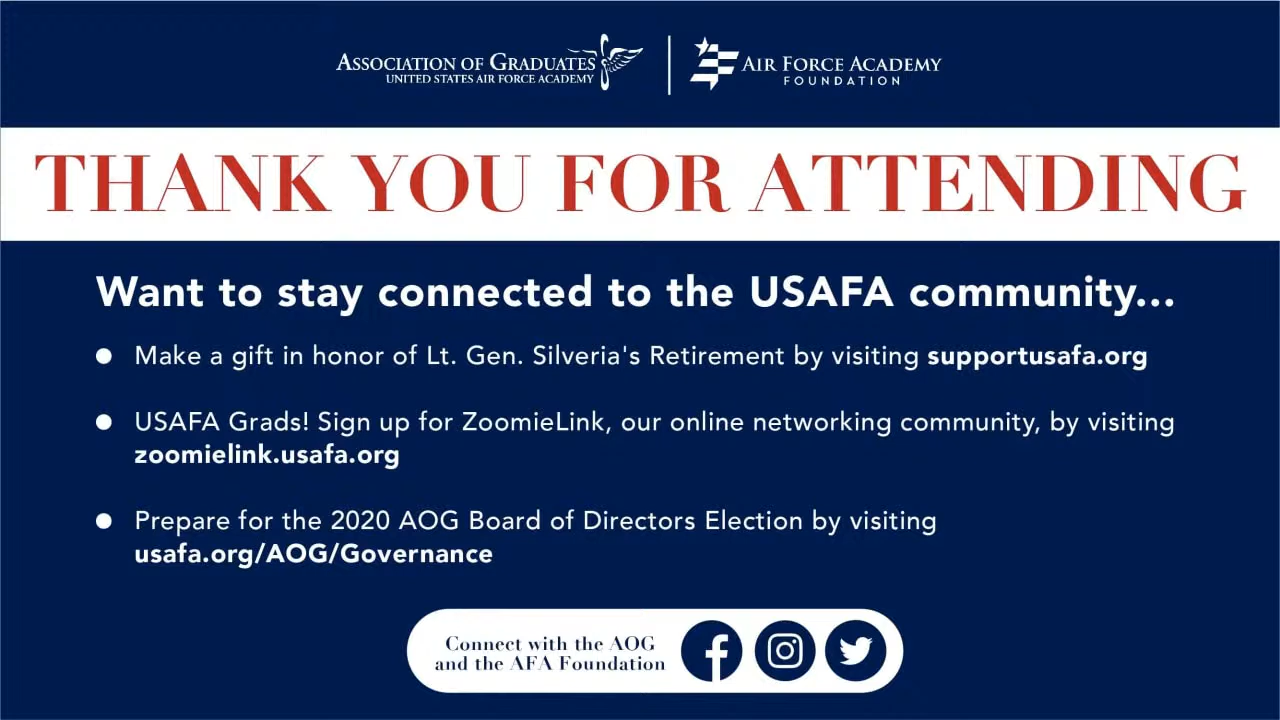 ASSOCIATION OF GRADUATES
UNITED STATES AIR FORCE ACADEMY
AIR FORCE ACADEMY
FOUNDATION
THANK YOU FOR ATTENDING
Want to stay connected to the USAFA community...
● Make a gift in honor of Lt. Gen. Silveria's Retirement by visiting supportusafa.org
● USAFA Grads! Sign up for ZoomieLink, our online networking community, by visiting
zoomielink.usafa.org
● Prepare for the 2020 AOG Board of Directors Election by visiting
usafa.org/AOG/Governance
Connect with the AOG
and the AFA Foundation